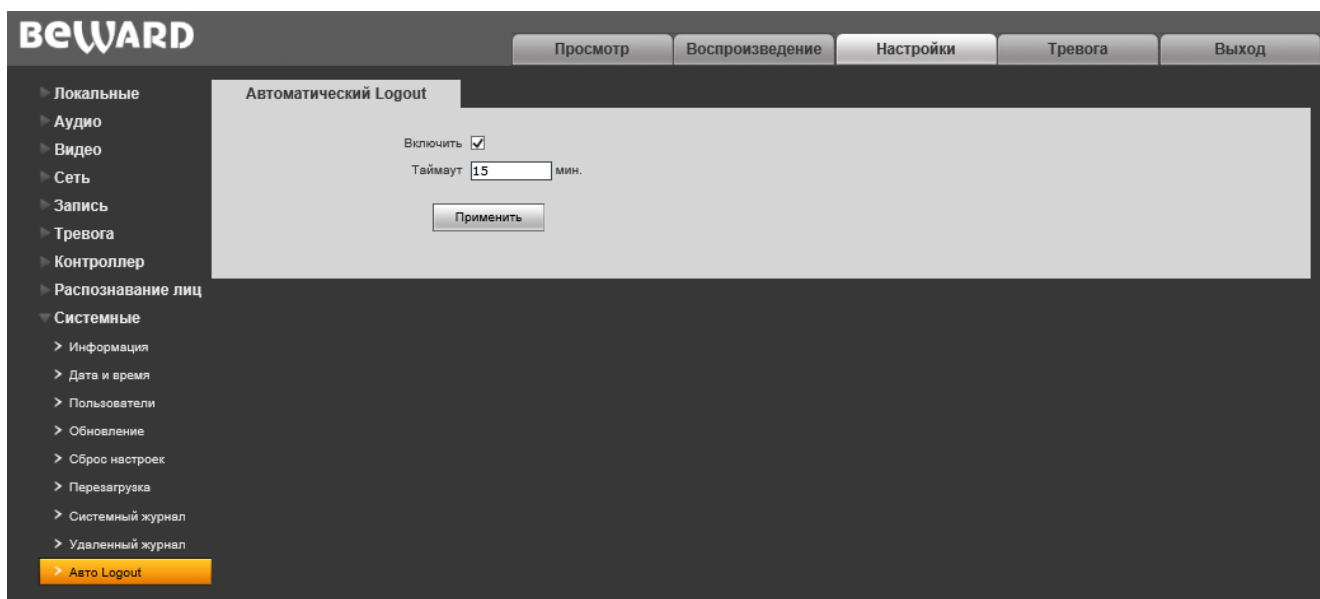 BEWARD
Просмотр
Воспроизведение
Настройки
Тревога
Выход
Локальные
Аудио
Видео
Сеть
Запись
Тревога
Контроллер
Распознавание лиц
Системные
Информация
Дата и время
Пользователи
Обновление
Сброс настроек
Перезагрузка
Системный журнал
Удаленный журнал
Авто Logout
Автоматический Logout
Включить
Таймаут 15 мин.
Применить